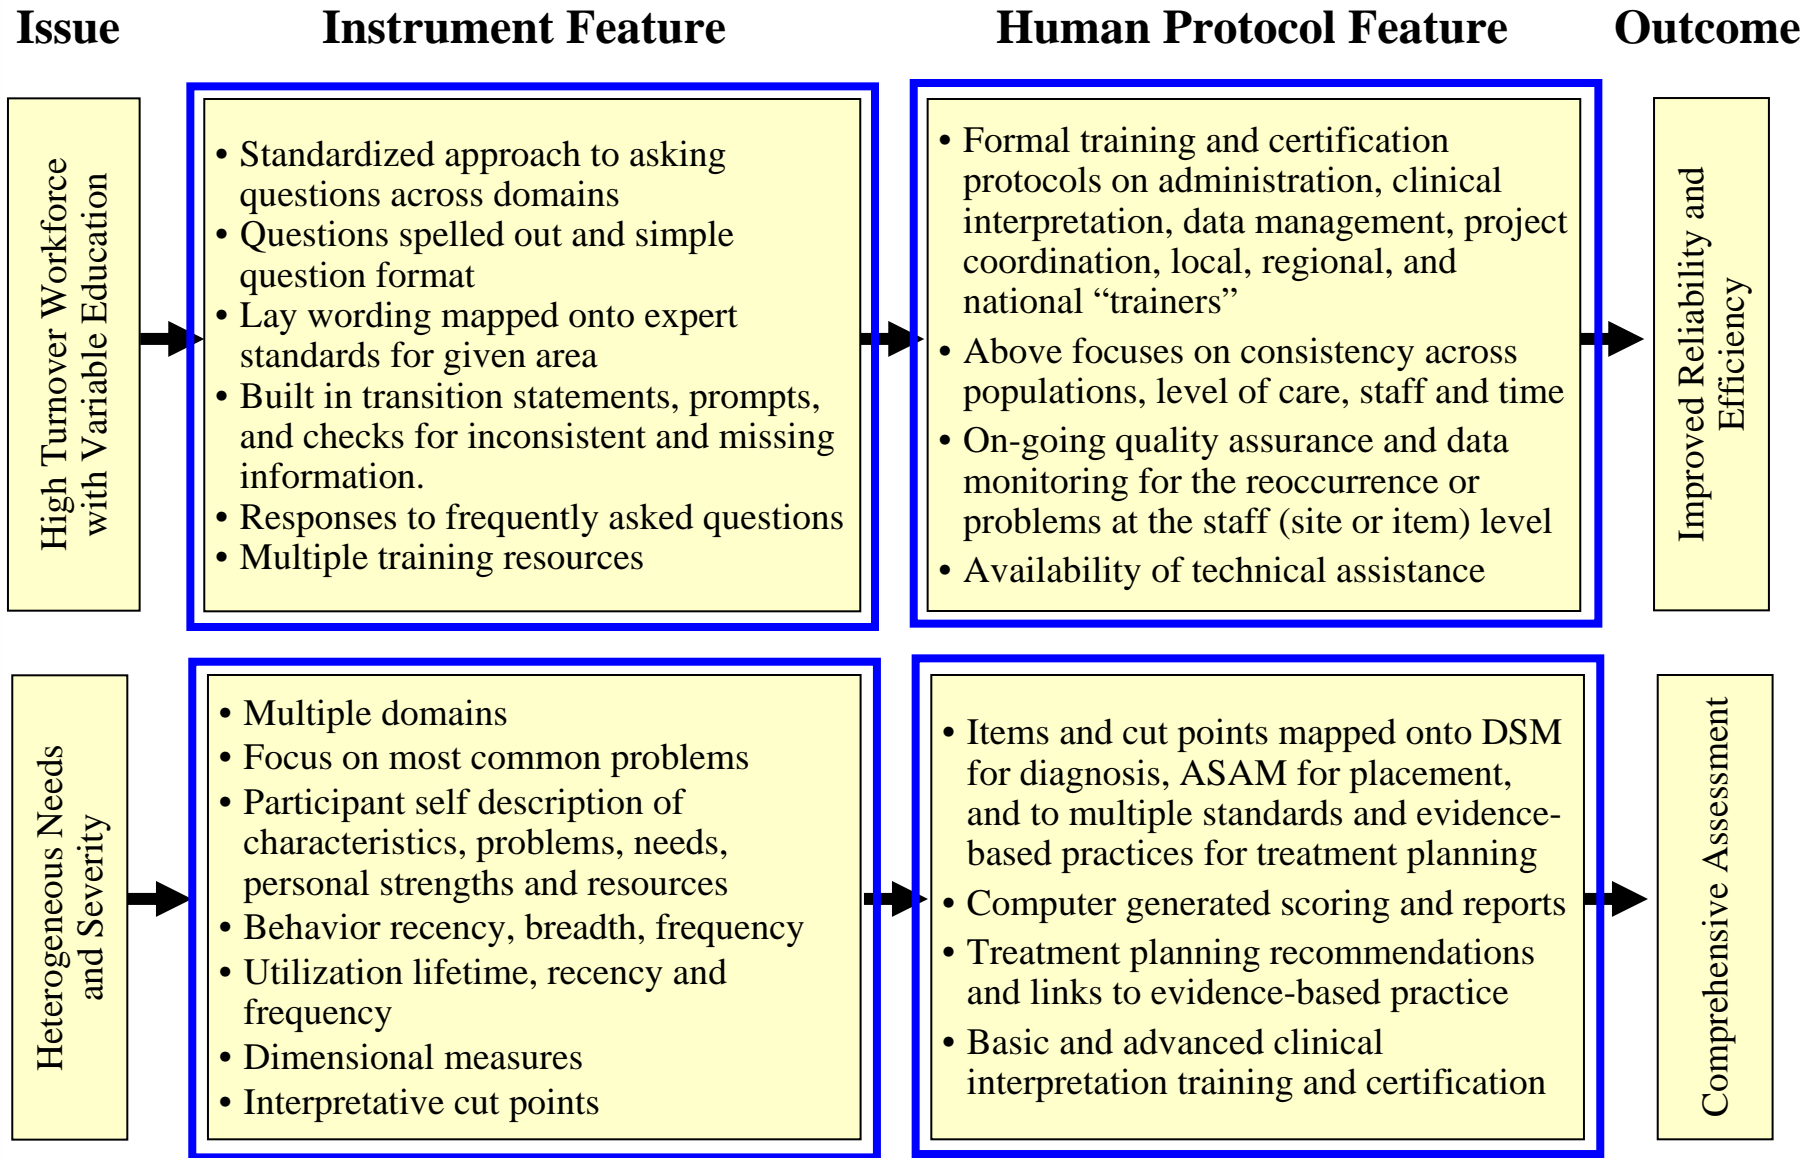 Issue
Instrument Feature
Human Protocol Feature
Outcome
High Turnover Workforce
with Variable Education
• Standardized approach to asking
questions across domains
• Questions spelled out and simple
question format
• Lay wording mapped onto expert
standards for given area
• Built in transition statements, prompts,
and checks for inconsistent and missing
information.
• Responses to frequently asked questions
• Multiple training resources
• Formal training and certification
protocols on administration, clinical
interpretation, data management, project
coordination, local, regional, and
national “trainers”
• Above focuses on consistency across
populations, level of care, staff and time
• On-going quality assurance and data
monitoring for the reoccurrence or
problems at the staff (site or item) level
• Availability of technical assistance
Improved Reliability and
Efficiency
Heterogeneous Needs
and Severity
• Multiple domains
• Focus on most common problems
• Participant self description of
characteristics, problems, needs,
personal strengths and resources
• Behavior recency, breadth, frequency
• Utilization lifetime, recency and
frequency
• Dimensional measures
• Interpretative cut points
• Items and cut points mapped onto DSM
for diagnosis, ASAM for placement,
and to multiple standards and evidence-
based practices for treatment planning
• Computer generated scoring and reports
• Treatment planning recommendations
and links to evidence-based practice
• Basic and advanced clinical
interpretation training and certification
Comprehensive Assessment